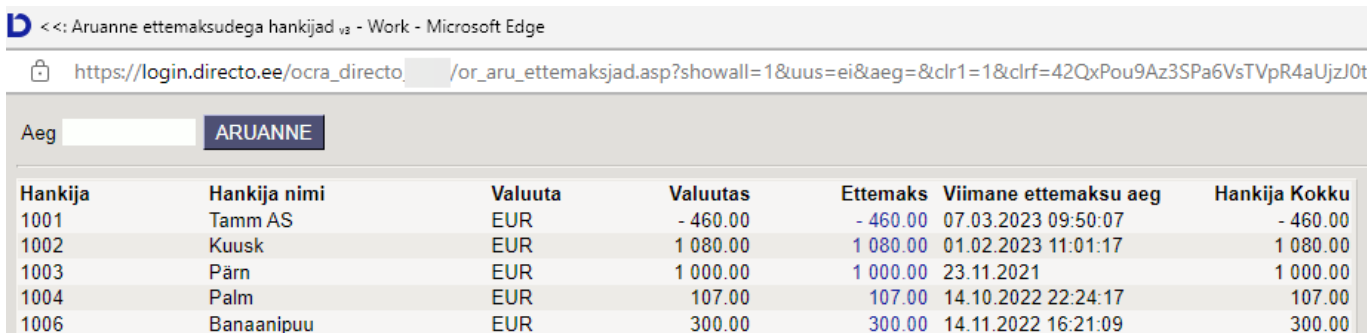 <<: Aruanne ettemaksudega hankijad v3 - Work - Microsoft Edge
https://login.directo.ee/ocra_directo_ /or_aru_ettemaksjad.asp?showall=1&uus=ei&aeg=&clr1=1&clrf=42QxPou9Az3SPa6VsTVpR4aUjzJ0t
Aeg ARUANNE
Hankija Hankija nimi Valuuta Valuutas Ettemaks Viimane ettemaksu aeg Hankija Kokku
1001 Tamm AS EUR - 460.00 - 460.00 07.03.2023 09:50:07 - 460.00
1002 Kuusk EUR 1 080.00 1 080.00 01.02.2023 11:01:17 1 080.00
1003 Pärn EUR 1 000.00 1 000.00 23.11.2021 1 000.00
1004 Palm EUR 107.00 107.00 14.10.2022 22:24:17 107.00
1006 Banaanipuu EUR 300.00 300.00 14.11.2022 16:21:09 300.00